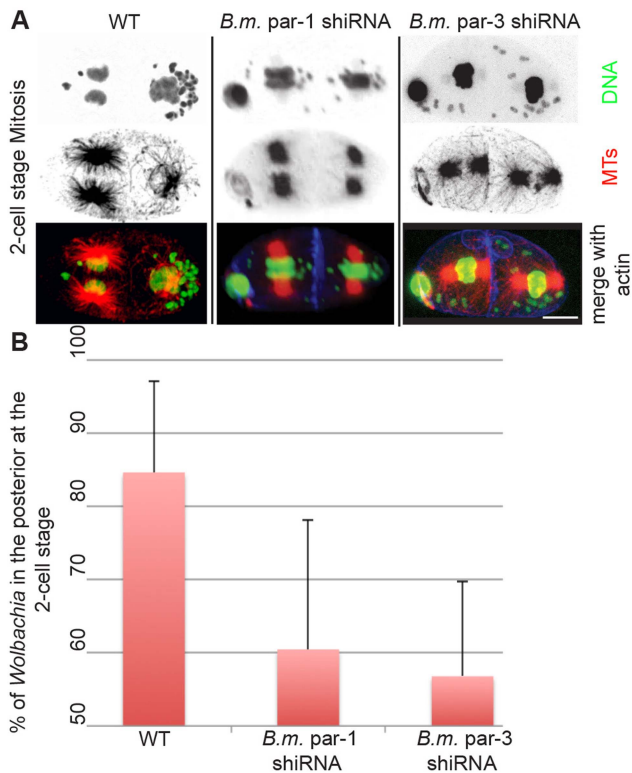 A
WT
B.m. par-1 shiRNA
B.m. par-3 shiRNA
2-cell stage Mitosis
DNA
MTs
merge with
actin
B
% of Wolbachia in the posterior at the
2-cell stage
100
90
80
70
60
50
WT
B.m. par-1
shiRNA
B.m. par-3
shiRNA